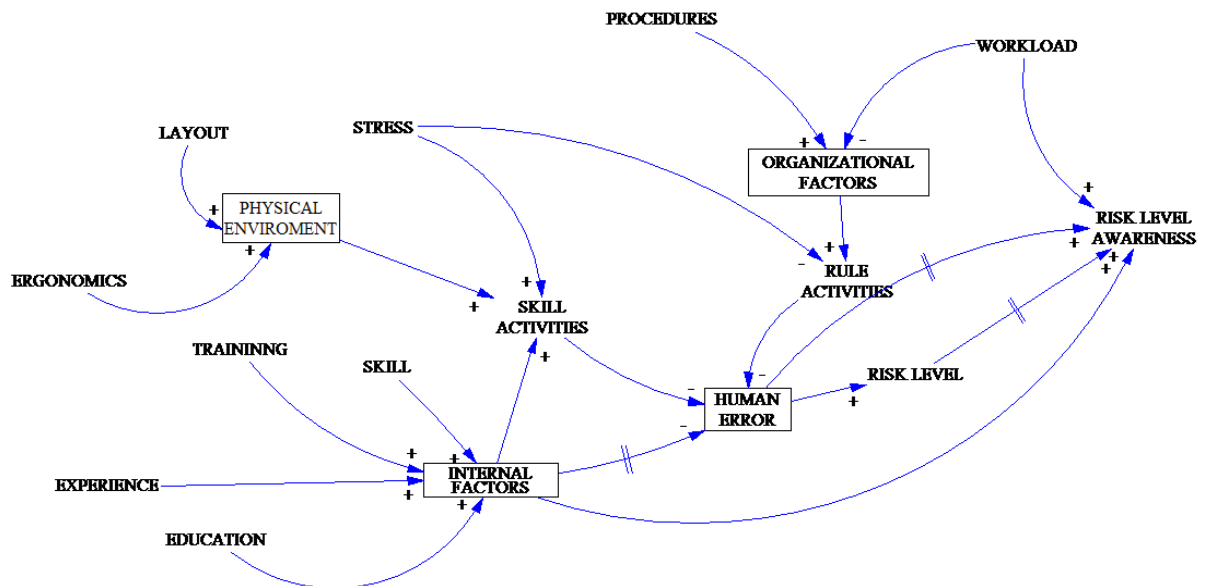 PROCEDURES
WORKLOAD
LAYOUT
STRESS
+
-
ORGANIZATIONAL
FACTORS
+
PHYSICAL
ENVIROMENT
+
+
RISK LEVEL
AWARENESS
+
+
+
+
+
-
RULE
ACTIVITIES
ERGONOMICS
+
+
SKILL
ACTIVITIES
+
TRAININNG
SKILL
-
-
-
HUMAN
ERROR
+
RISK LEVEL
+
+
INTERNAL
FACTORS
+
+
EXPERIENCE
EDUCATION